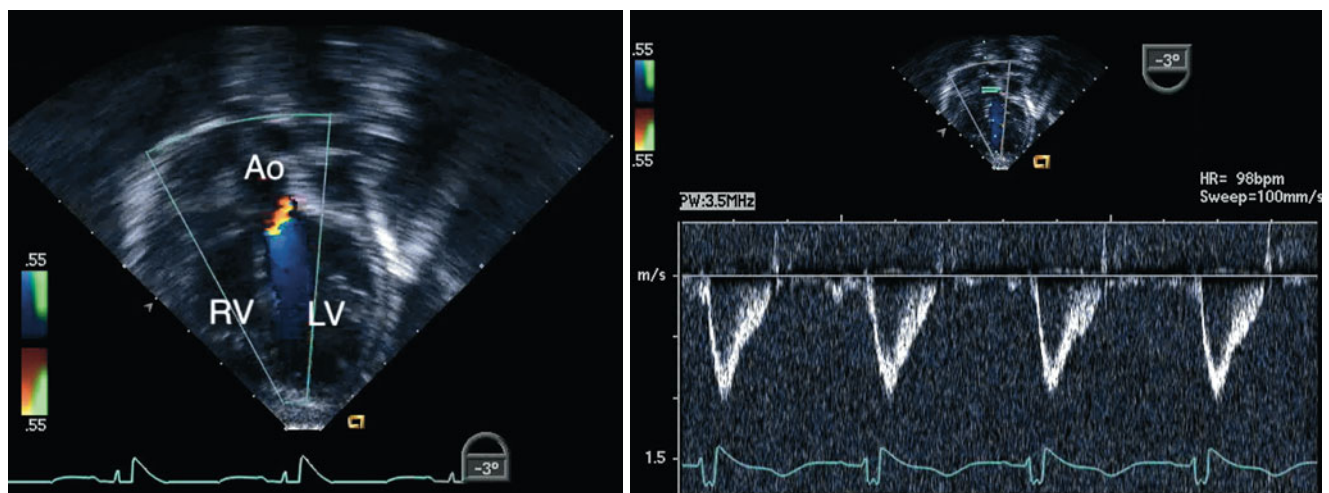 .55
.55
Ao
RV
LV
-3°
.55
.55
-3°
HR= 98bpm
Sweep=100mm/s
PW:3.5MHz
m/s
1.5